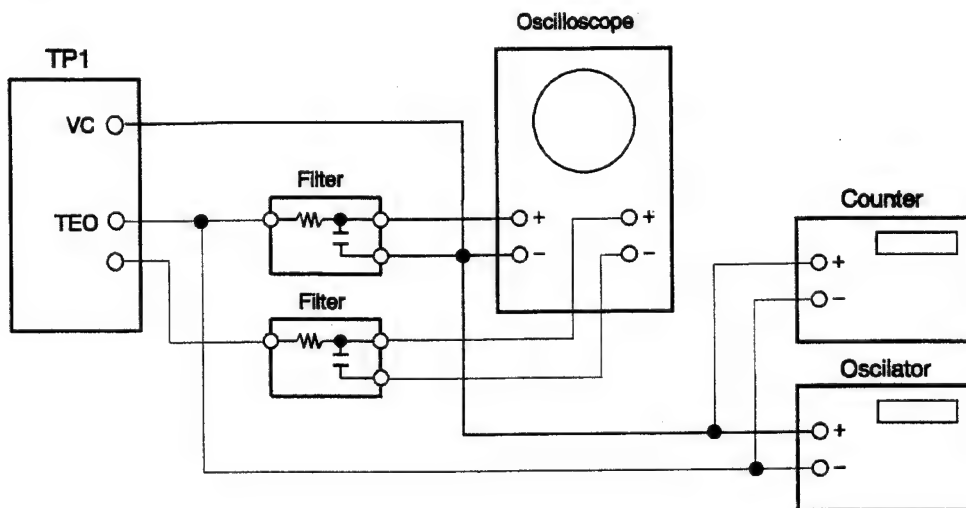 Oscilloscope
TP1
VC
Filter
TEO
+
+
-
-
Counter
+
-
Filter
Oscilator
+
-